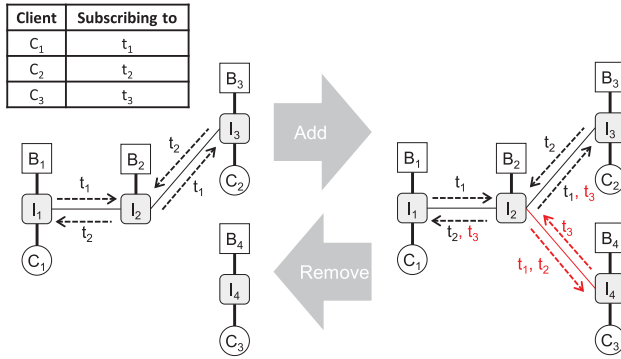 Client Subscribing to
C₁ t₁
C₂ t₂
C₃ t₃
B₃
I₃
C₂
t₂
t₁
B₁
B₂
t₁
I₁
I₂
t₂
C₁
B₄
I₄
C₃
Add
Remove
B₃
I₃
C₂
t₂
t₁, t₃
B₁
B₂
t₁
I₁
I₂
t₂, t₃
C₁
B₄
t₃
t₁, t₂
I₄
C₃